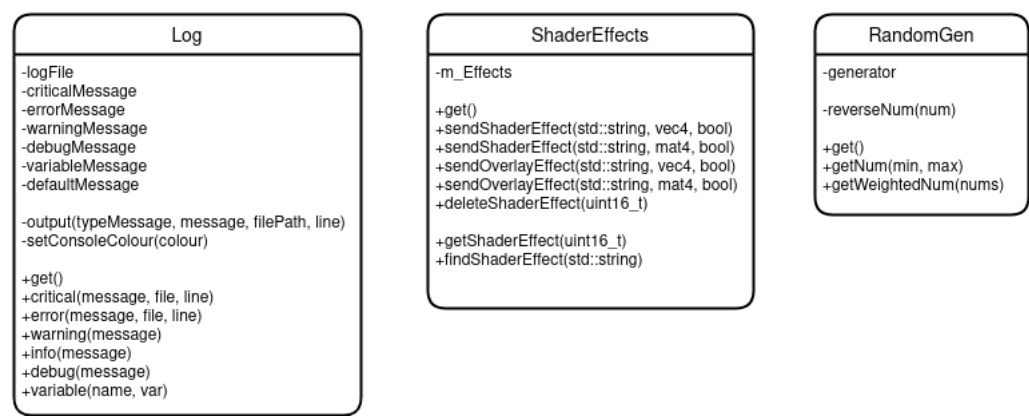 Log
-logFile
-criticalMessage
-errorMessage
-warningMessage
-debugMessage
-variableMessage
-defaultMessage
-output(typeMessage, message, filePath, line)
-setConsoleColour(colour)
+get()
+critical(message, file, line)
+error(message, file, line)
+warning(message)
+info(message)
+debug(message)
+variable(name, var)
ShaderEffects
-m_Effects
+get()
+sendShaderEffect(std::string, vec4, bool)
+sendShaderEffect(std::string, mat4, bool)
+sendOverlayEffect(std::string, vec4, bool)
+sendOverlayEffect(std::string, mat4, bool)
+deleteShaderEffect(uint16_t)
+getShaderEffect(uint16_t)
+findShaderEffect(std::string)
RandomGen
-generator
-reverseNum(num)
+get()
+getNum(min, max)
+getWeightedNum(nums)